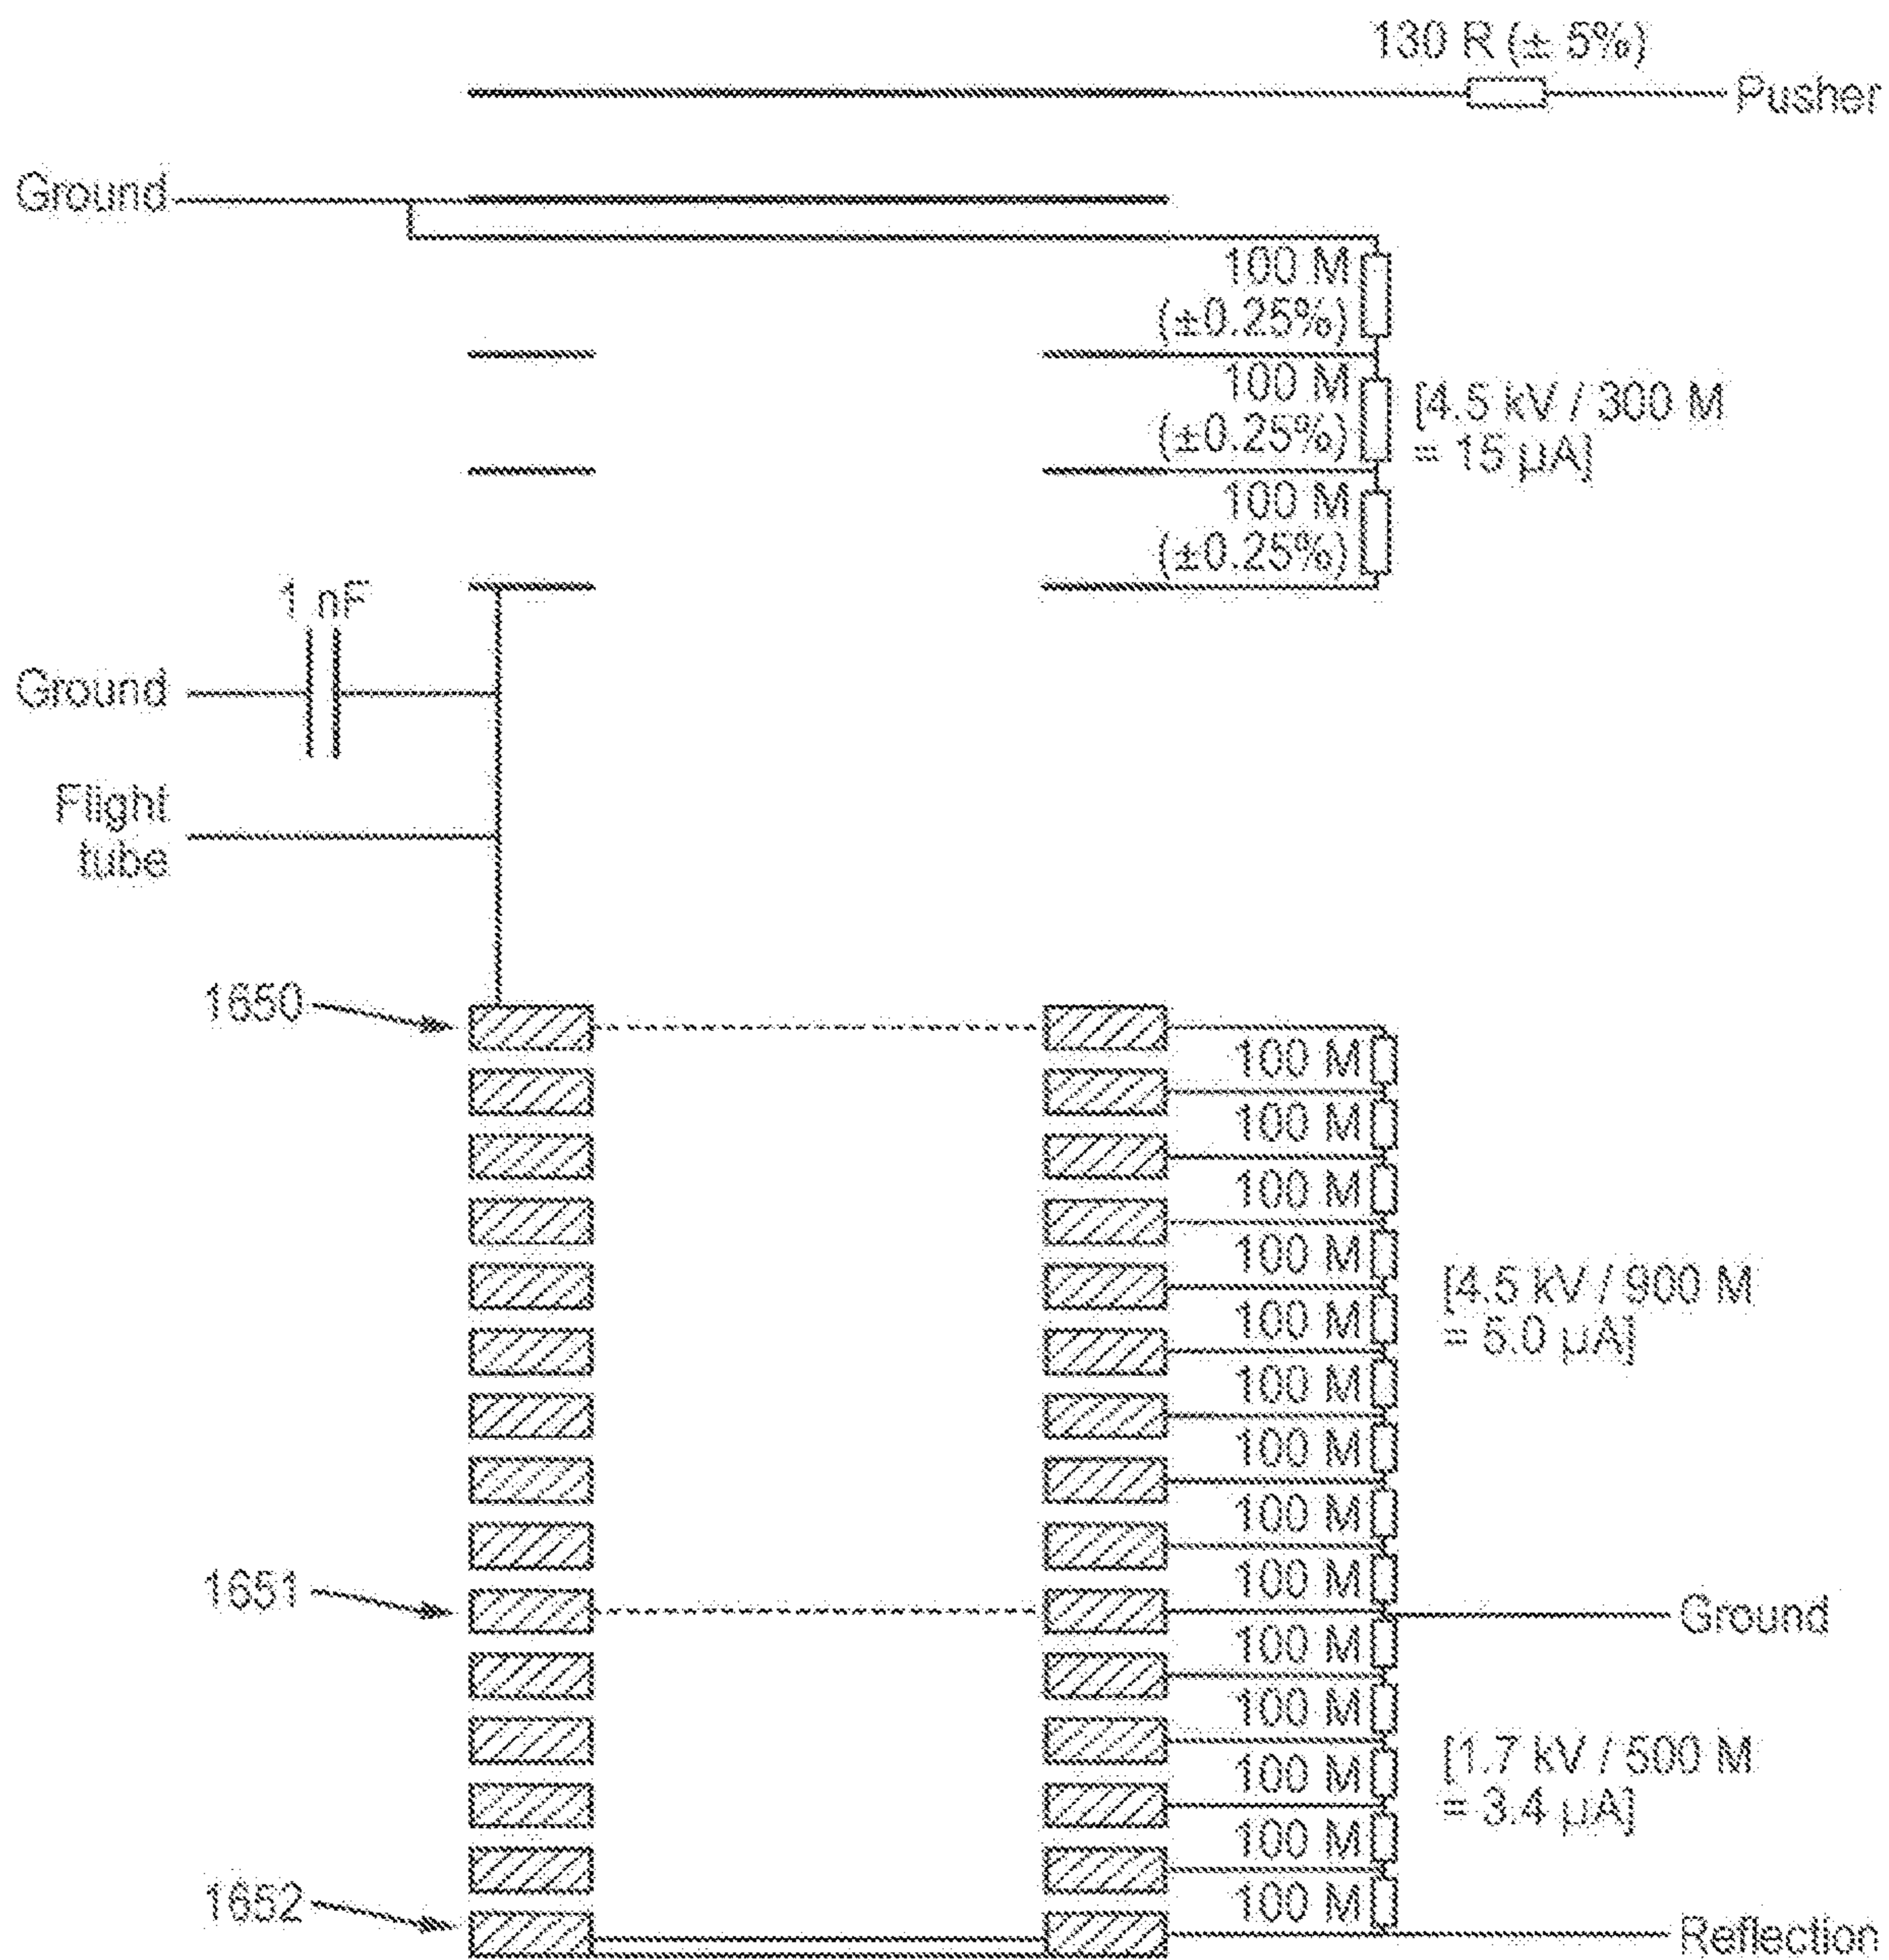 130 R (± 5%)
Pusher
Ground
100 M
(±0.25%)
100 M
(±0.25%)
[4.5 kV / 300 M
= 15 µA]
100 M
(±0.25%)
1 nF
Ground
Flight
tube
1650
100 M
100 M
100 M
100 M
[4.5 kV / 900 M
= 5.0 µA]
100 M
100 M
100 M
100 M
1651
100 M
Ground
100 M
100 M
[1.7 kV / 500 M
= 3.4 µA]
100 M
100 M
1652
100 M
Reflection